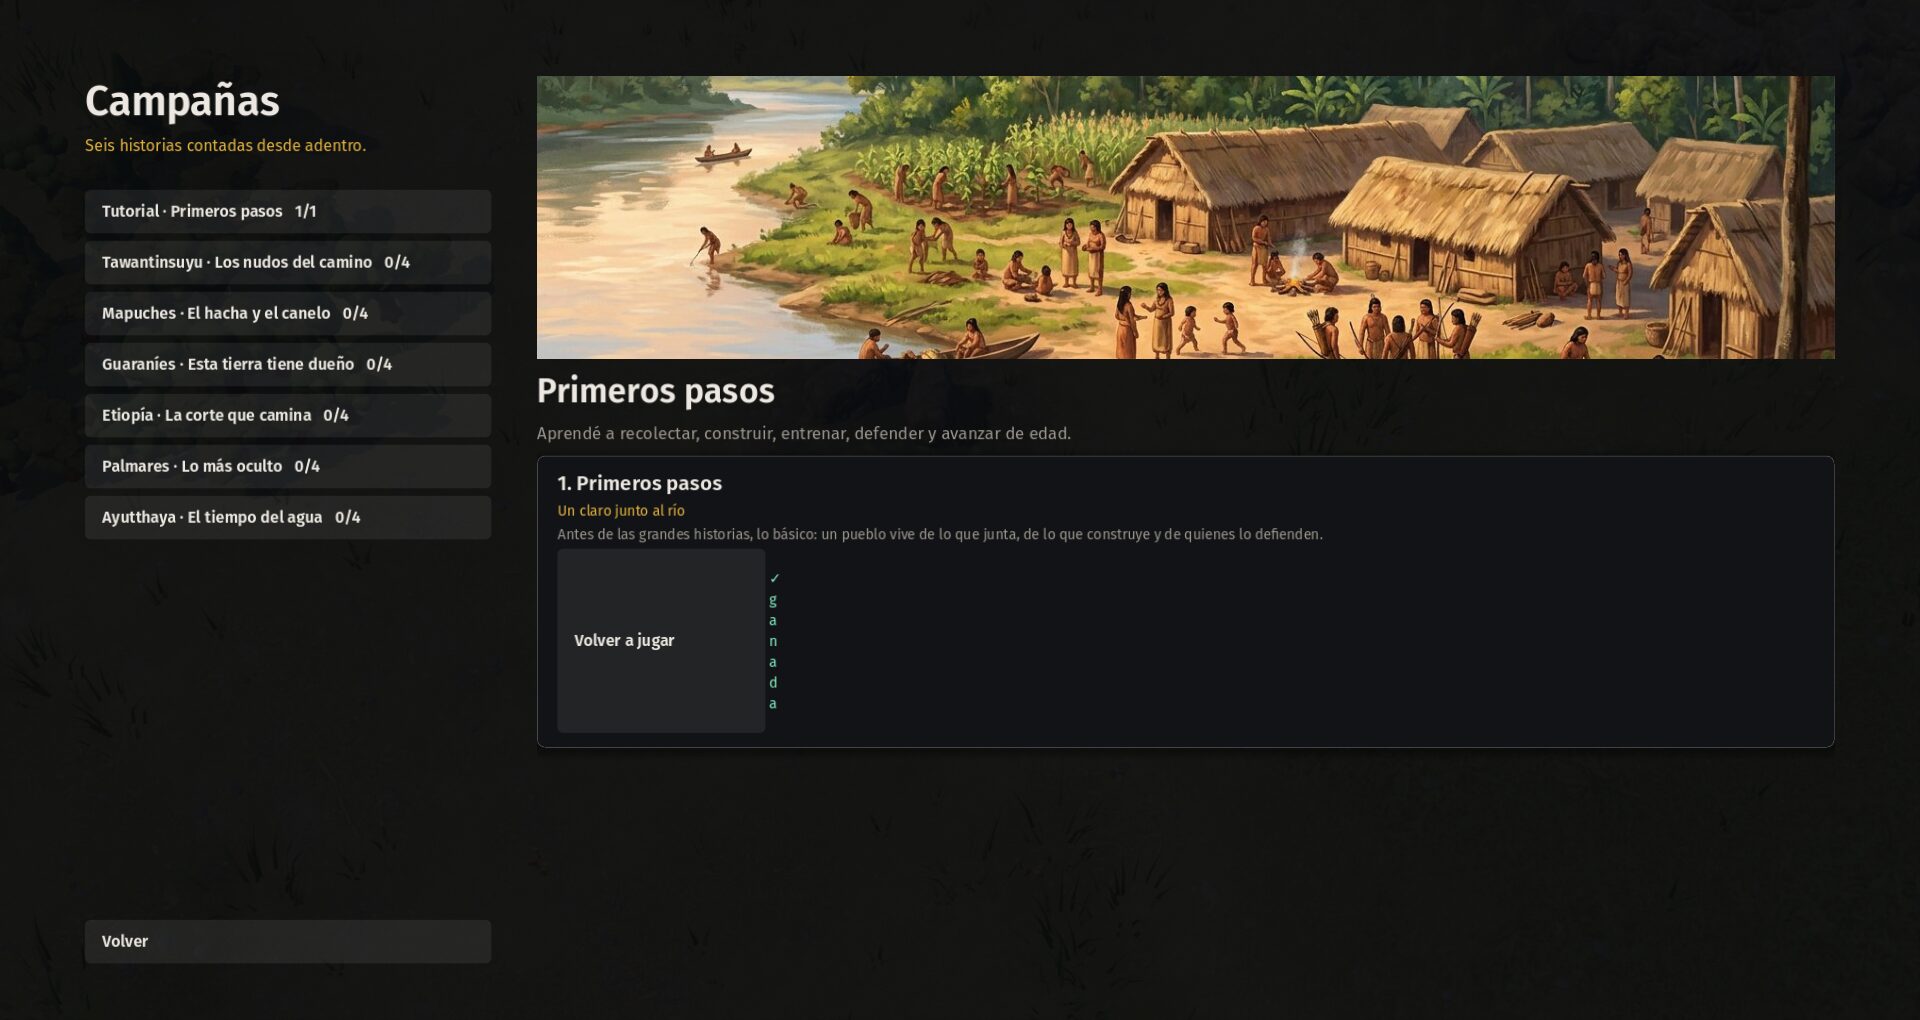 Campañas
Seis historias contadas desde adentro.
Tutorial · Primeros pasos 1/1
Tawantinsuyu · Los nudos del camino 0/4
Mapuches · El hacha y el canelo 0/4
Guaraníes · Esta tierra tiene dueño 0/4
Etiopía · La corte que camina 0/4
Palmares · Lo más oculto 0/4
Ayutthaya · El tiempo del agua 0/4
Volver
Primeros pasos
Aprendé a recolectar, construir, entrenar, defender y avanzar de edad.
1. Primeros pasos
Un claro junto al río
Antes de las grandes historias, lo básico: un pueblo vive de lo que junta, de lo que construye y de quienes lo defienden.
Volver a jugar
✓
g
a
n
a
d
a